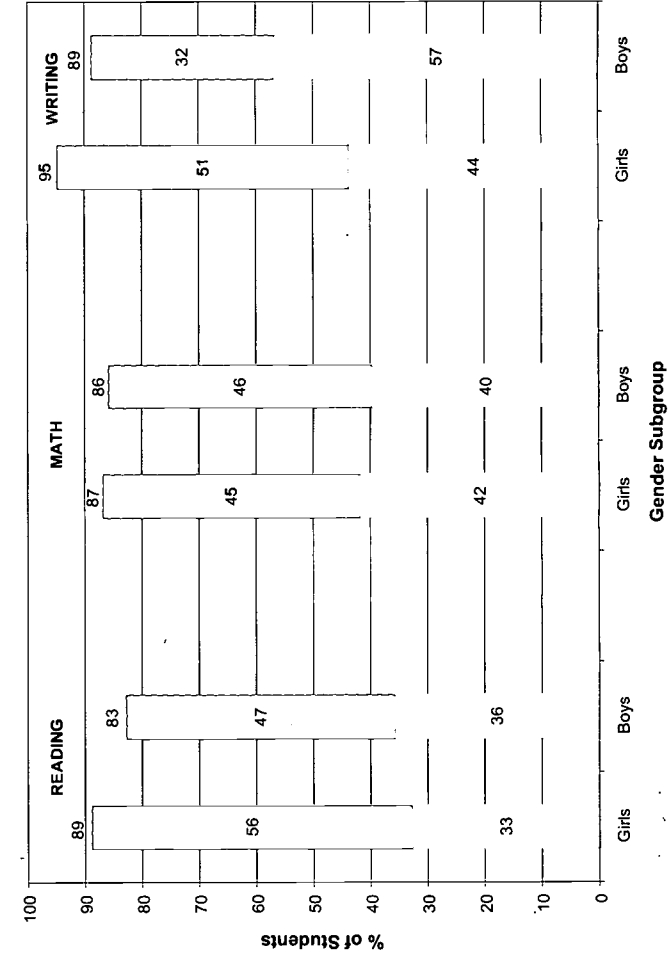 READING
MATH
WRITING
100
90
80
70
60
50
40
30
20
10
0
% of Students
89
56
33
83
47
36
87
45
42
86
46
40
95
51
44
89
32
57
Girls
Boys
Girls
Boys
Girls
Boys
Gender Subgroup